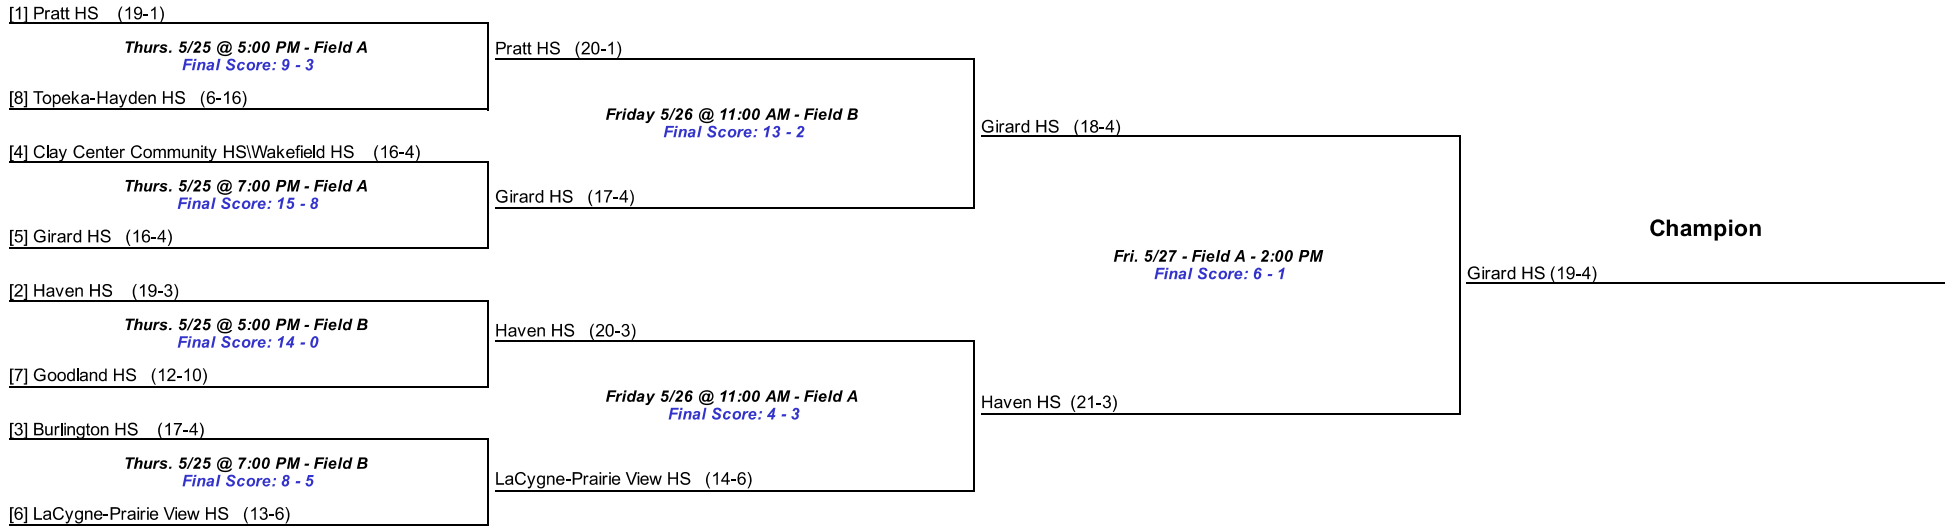 [1] Pratt HS (19-1)
Thurs. 5/25 @ 5:00 PM - Field A
Final Score: 9 - 3
[8] Topeka-Hayden HS (6-16)
[4] Clay Center Community HS\Wakefield HS (16-4)
Thurs. 5/25 @ 7:00 PM - Field A
Final Score: 15 - 8
[5] Girard HS (16-4)
[2] Haven HS (19-3)
Thurs. 5/25 @ 5:00 PM - Field B
Final Score: 14 - 0
[7] Goodland HS (12-10)
[3] Burlington HS (17-4)
Thurs. 5/25 @ 7:00 PM - Field B
Final Score: 8 - 5
[6] LaCygne-Prairie View HS (13-6)
Pratt HS (20-1)
Friday 5/26 @ 11:00 AM - Field B
Final Score: 13 - 2
Girard HS (17-4)
Haven HS (20-3)
Friday 5/26 @ 11:00 AM - Field A
Final Score: 4 - 3
LaCygne-Prairie View HS (14-6)
Girard HS (18-4)
Fri. 5/27 - Field A - 2:00 PM
Final Score: 6 - 1
Haven HS (21-3)
Champion
Girard HS (19-4)